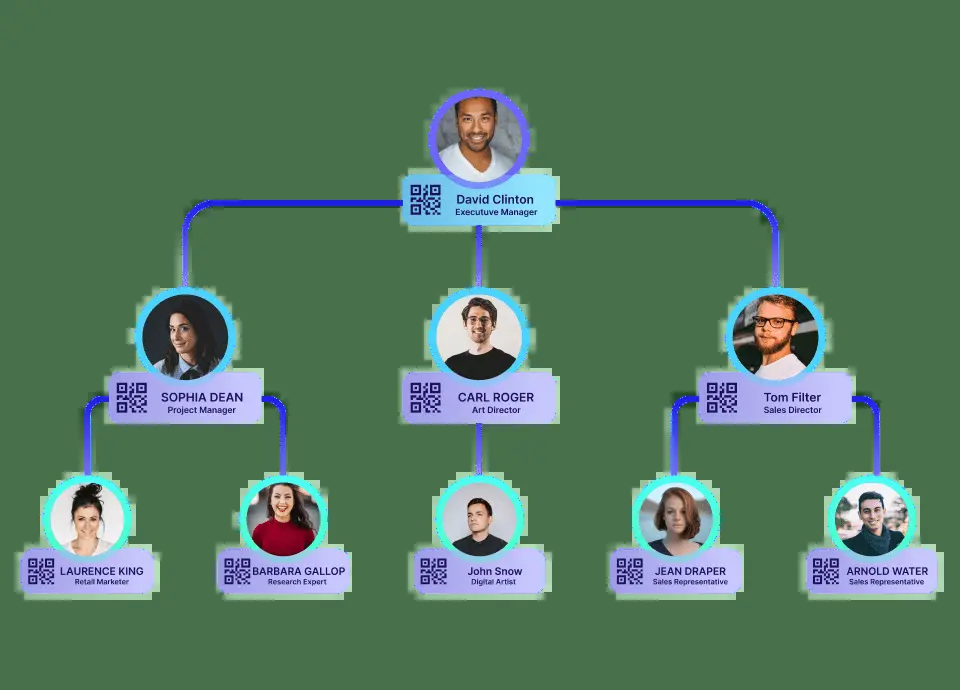 David Clinton
Executuve Manager
SOPHIA DEAN
Project Manager
CARL ROGER
Art Director
Tom Filter
Sales Director
LAURENCE KING
Retail Marketer
BARBARA GALLOP
Research Expert
John Snow
Digital Artist
JEAN DRAPER
Sales Representative
ARNOLD WATER
Sales Representative